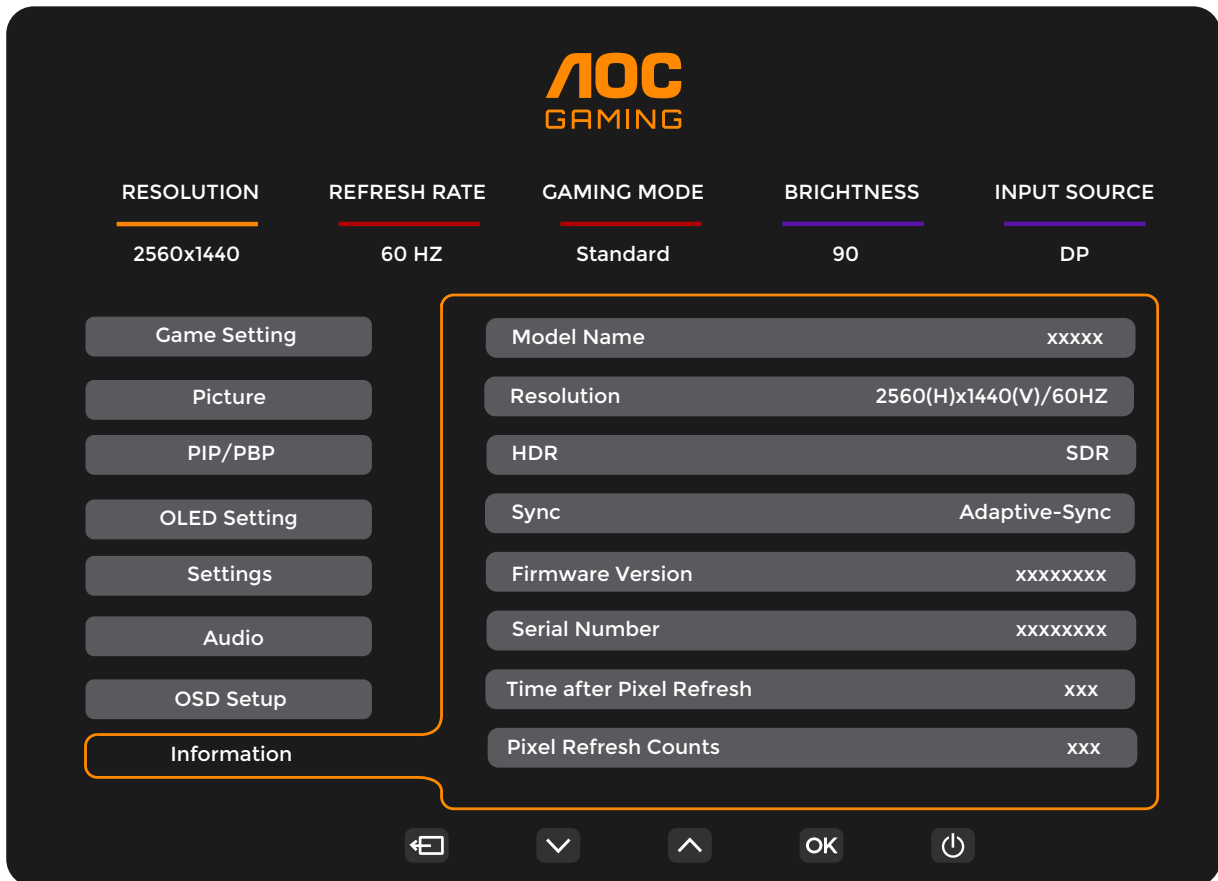 AOC
GAMING
RESOLUTION REFRESH RATE GAMING MODE BRIGHTNESS INPUT SOURCE
2560x1440 60 HZ Standard 90 DP
Game Setting
Picture
PIP/PBP
OLED Setting
Settings
Audio
OSD Setup
Information
Model Name xxxxx
Resolution 2560(H)x1440(V)/60HZ
HDR SDR
Sync Adaptive-Sync
Firmware Version xxxxxxxx
Serial Number xxxxxxxx
Time after Pixel Refresh xxx
Pixel Refresh Counts xxx
OK